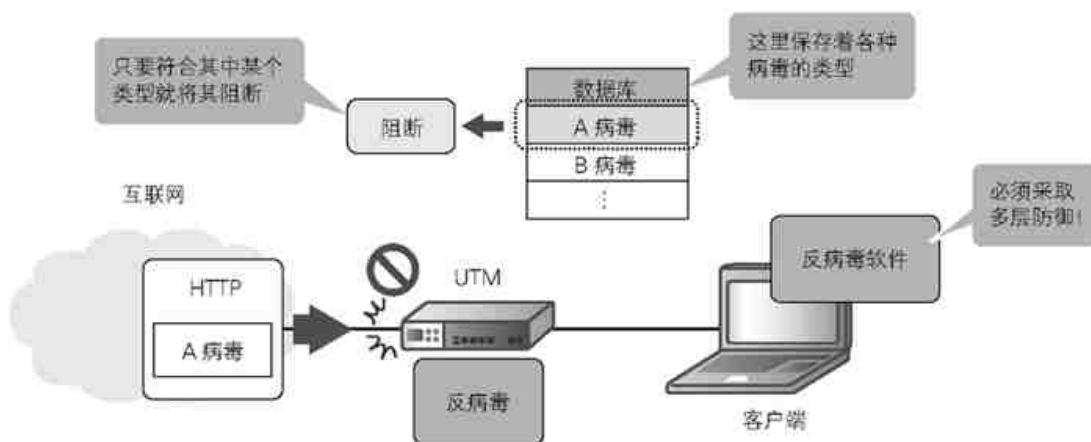 只要符合其中某个
类型就将其阻断
这里保存着各种
病毒的类型
数据库
阻断
A 病毒
B 病毒
⋮
互联网
必须采取
多层防御!
反病毒软件
HTTP
UTM
A 病毒
反病毒
客户端